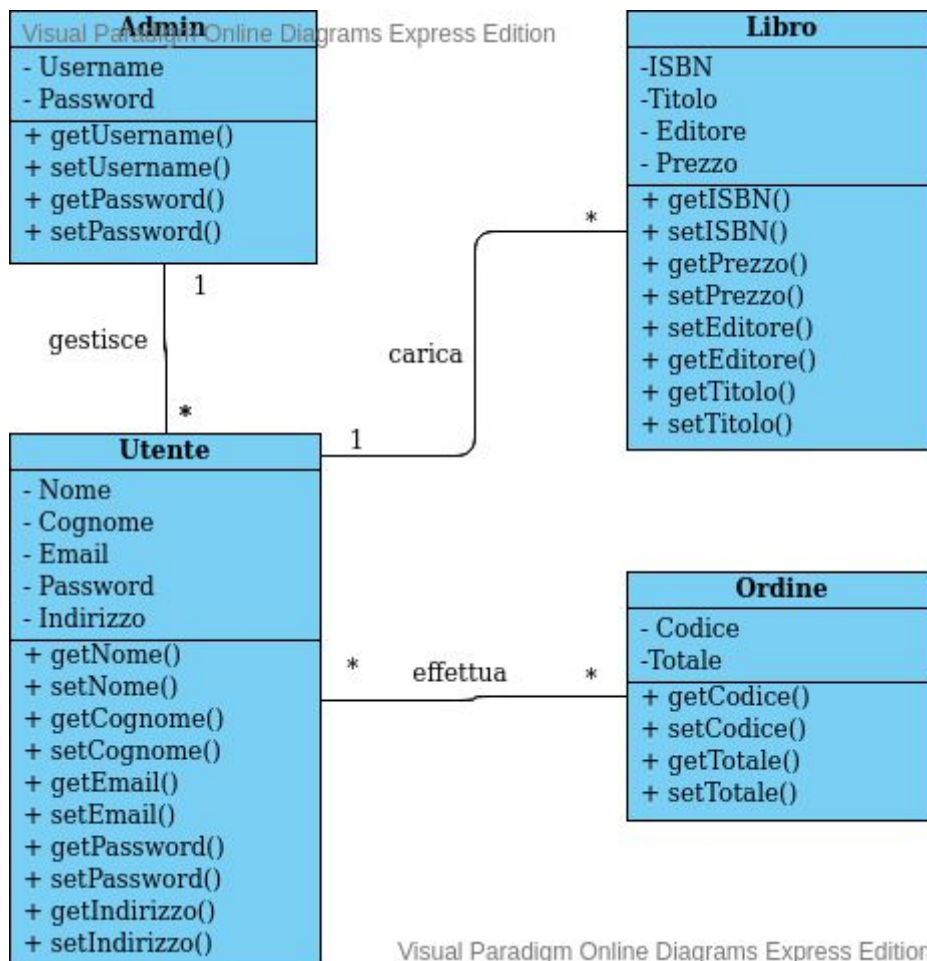 Admin
Visual Paradigm Online Diagrams Express Edition
- Username
- Password
+ getUsername()
+ setUsername()
+ getPassword()
+ setPassword()
1
gestisce
*
Libro
-ISBN
-Titolo
- Editore
- Prezzo
+ getISBN()
+ setISBN()
+ getPrezzo()
+ setPrezzo()
+ setEditore()
+ getEditore()
+ getTitolo()
+ setTitolo()
*
carica
1
Utente
- Nome
- Cognome
- Email
- Password
- Indirizzo
+ getNome()
+ setNome()
+ getCognome()
+ setCognome()
+ getEmail()
+ setEmail()
+ getPassword()
+ setPassword()
+ getIndirizzo()
+ setIndirizzo()
* effettua *
Ordine
- Codice
-Totale
+ getCodice()
+ setCodice()
+ getTotale()
+ setTotale()
Visual Paradigm Online Diagrams Express Edition